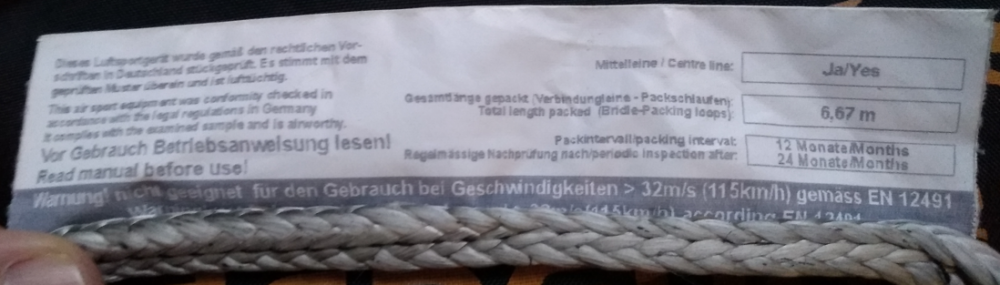 Dieses Luftsportgerät wurde gemäß den rechtlichen Vor-
schriften in Deutschland stückgeprüft. Es stimmt mit dem
geprüften Muster überein und ist lufttüchtig.
This air sport equipment was conformity checked in
accordance with the legal regulations in Germany
It complies with the examined sample and is airworthy.
Vor Gebrauch Betriebsanweisung lesen!
Read manual before use!
Mittelleine / Centre line: Ja/Yes
Gesamtlänge gepackt (Verbindungleine - Packschlaufen):
Total length packed (Bridle-Packing loops): 6,67 m
Packintervall/packing interval: 12 Monate/Months
Regelmässige Nachprüfung nach/periodic inspection after: 24 Monate/Months
Warnung! nicht geeignet für den Gebrauch bei Geschwindigkeiten > 32m/s (115km/h) gemäss EN 12491
32m/s (115km/h) according EN 12491